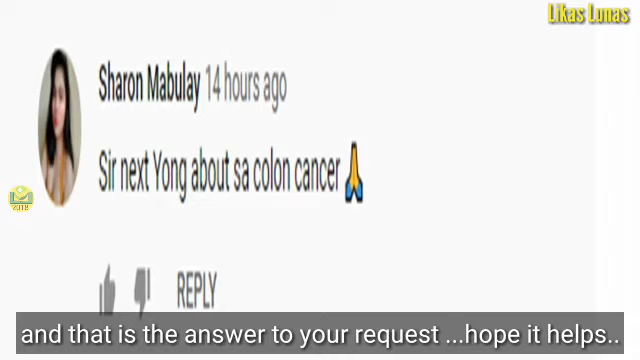 Likas Lunas
Sharon Mabulay 14 hours ago
Sir next Yong about sa colon cancer🙏
2018
REPLY
and that is the answer to your request ...hope it helps..